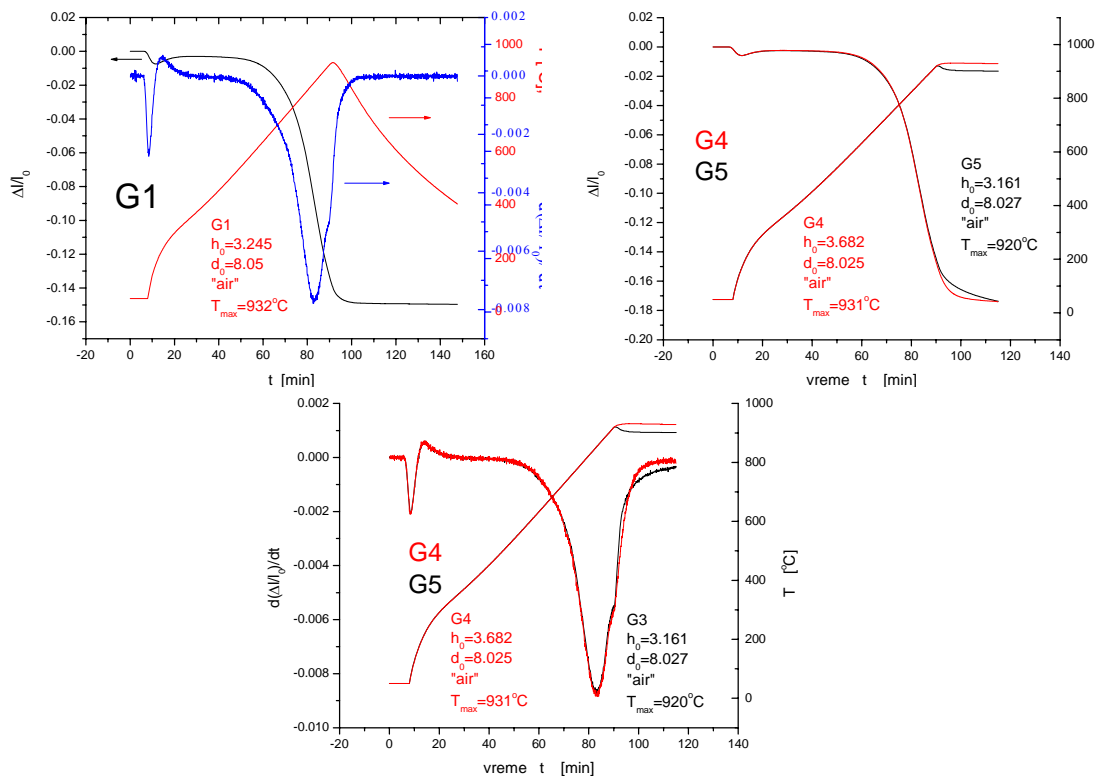 0.02
0.00
-0.02
-0.04
-0.06
-0.08
-0.10
-0.12
-0.14
-0.16
Δl/l₀
-20 0 20 40 60 80 100 120 140 160
t [min]
0.002
0.000
-0.002
-0.004
-0.006
-0.008
1000
800
600
400
200
0
G1
G1
h₀=3.245
d₀=8.05
"air"
Tmax=932°C
0.02
0.00
-0.02
-0.04
-0.06
-0.08
-0.10
-0.12
-0.14
-0.16
-0.18
-0.20
Δl/l₀
-20 0 20 40 60 80 100 120 140
vreme t [min]
1000
800
600
400
200
0
G4
G5
G4
h₀=3.682
d₀=8.025
"air"
Tmax=931°C
G5
h₀=3.161
d₀=8.027
"air"
Tmax=920°C
0.002
0.000
-0.002
-0.004
-0.006
-0.008
-0.010
d(Δl/l₀)/dt
-20 0 20 40 60 80 100 120 140
vreme t [min]
1000
900
800
700
600
500
400
300
200
100
0
T [°C]
G4
G5
G4
h₀=3.682
d₀=8.025
"air"
Tmax=931°C
G3
h₀=3.161
d₀=8.027
"air"
Tmax=920°C